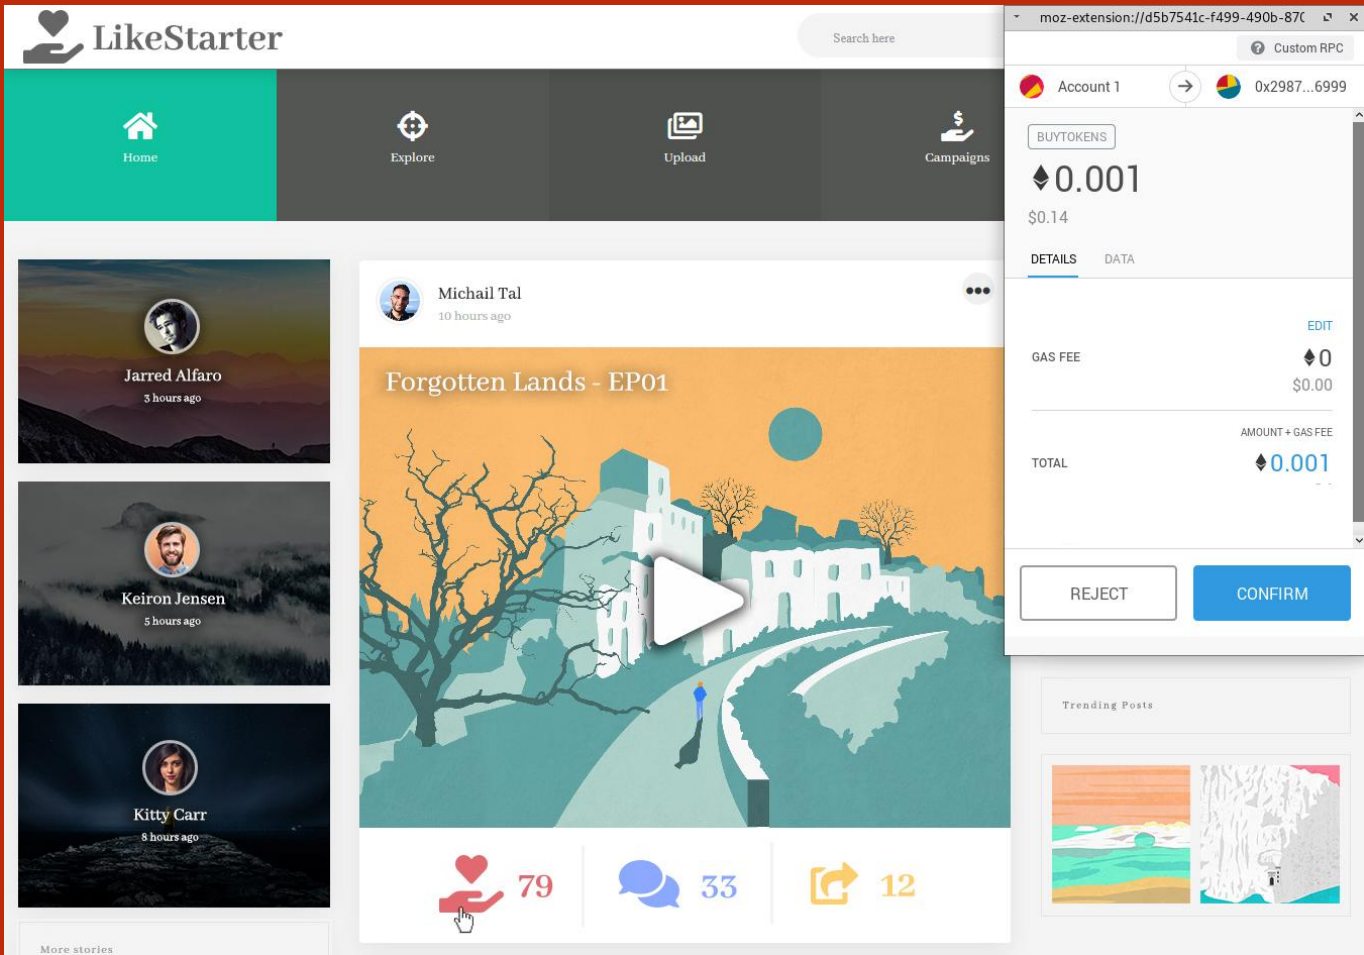 LikeStarter
Search here
Home
Explore
Upload
Campaigns
Jarred Alfaro
3 hours ago
Keiron Jensen
5 hours ago
Kitty Carr
8 hours ago
More stories
Michail Tal
10 hours ago
Forgotten Lands - EP01
79
33
12
moz-extension://d5b7541c-f499-490b-870
Custom RPC
Account 1
0x2987...6999
BUYTOKENS
0.001
$0.14
DETAILS
DATA
EDIT
GAS FEE
0
$0.00
AMOUNT + GAS FEE
TOTAL
0.001
REJECT
CONFIRM
Trending Posts